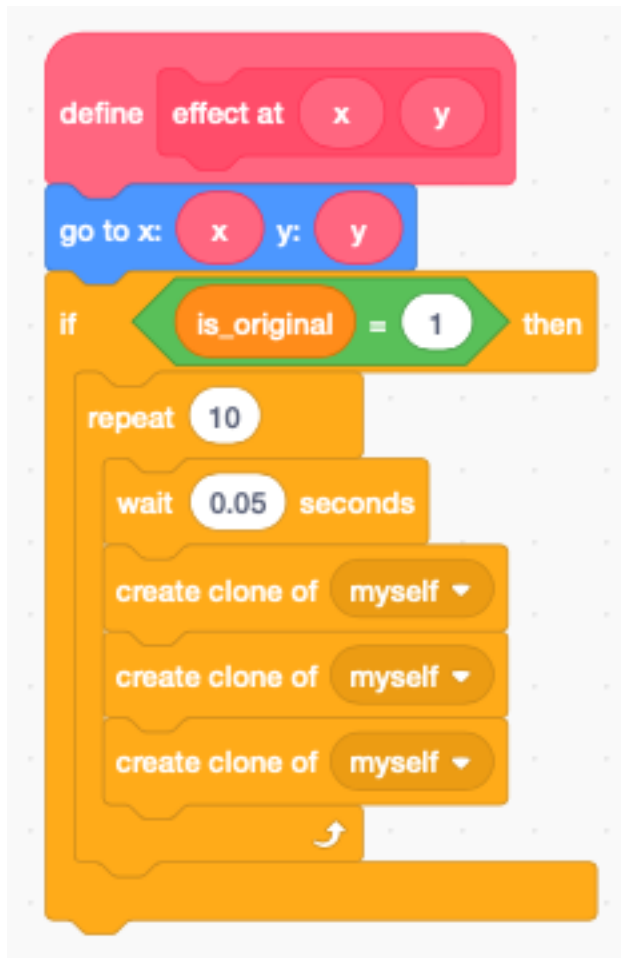 define effect at x y
go to x: x y: y
if is_original = 1 then
repeat 10
wait 0.05 seconds
create clone of myself
create clone of myself
create clone of myself